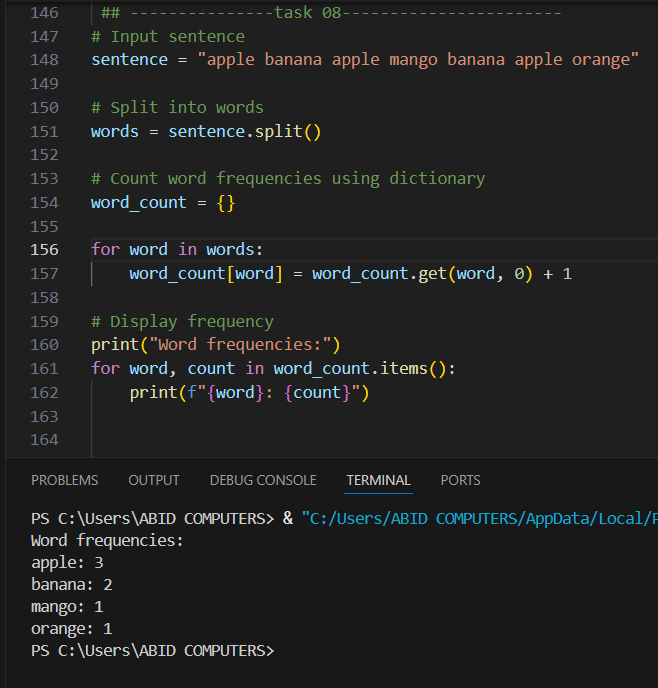 146 ## ---------------task 08-----------------------
147 # Input sentence
148 sentence = "apple banana apple mango banana apple orange"
149
150 # Split into words
151 words = sentence.split()
152
153 # Count word frequencies using dictionary
154 word_count = {}
155
156 for word in words:
157     word_count[word] = word_count.get(word, 0) + 1
158
159 # Display frequency
160 print("Word frequencies:")
161 for word, count in word_count.items():
162     print(f"{word}: {count}")
163
164
PROBLEMS OUTPUT DEBUG CONSOLE TERMINAL PORTS
PS C:\Users\ABID COMPUTERS> & "C:/Users/ABID COMPUTERS/AppData/Local/P
Word frequencies:
apple: 3
banana: 2
mango: 1
orange: 1
PS C:\Users\ABID COMPUTERS>